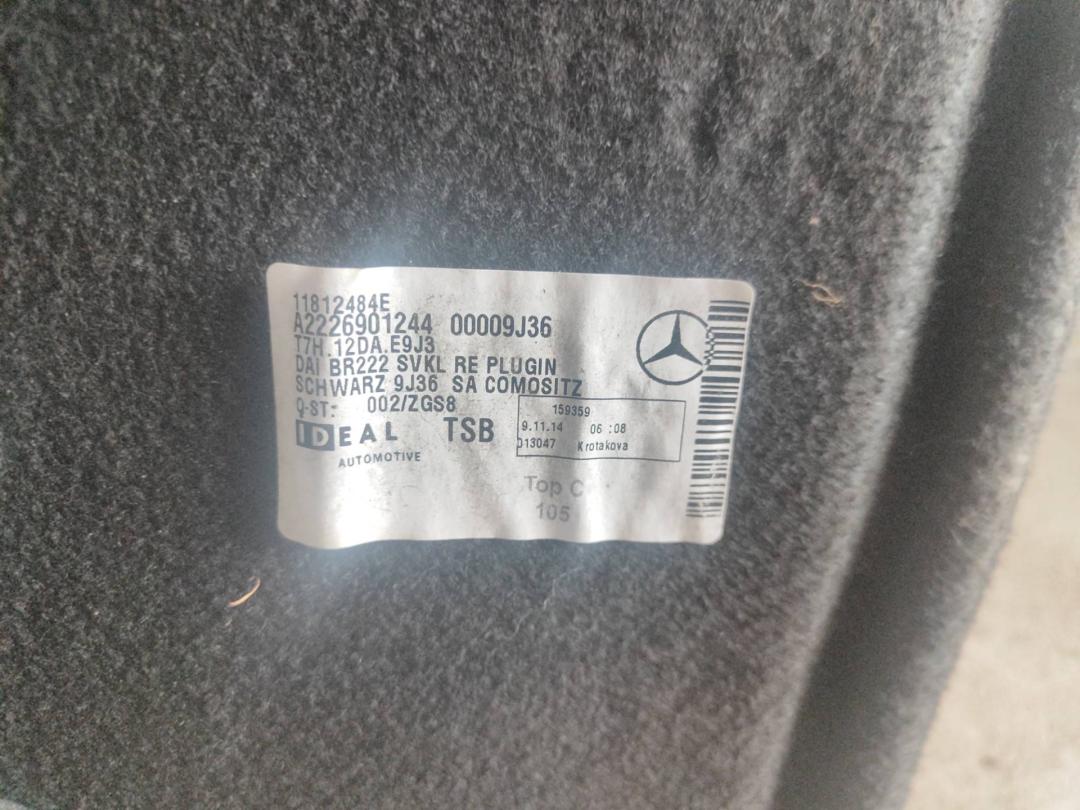 11812484E
A2226901244 00009J36
T7H.12DA.E9J3
DAI BR222 SVKL RE PLUGIN
SCHWARZ 9J36 SA COMOSITZ
Q-ST: 002/ZGS8
IDEAL TSB
AUTOMOTIVE
159359
9.11.14 06:08
013047 Krotakova
Top C
105